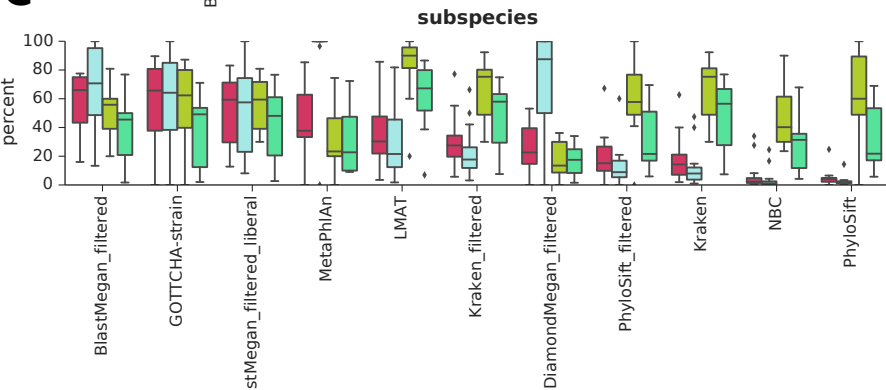 C
B
subspecies
percent
100
80
60
40
20
0
BlastMegan_filtered
GOTTCHA-strain
stMegan_filtered_liberal
MetaPhlAn
LMAT
Kraken_filtered
DiamondMegan_filtered
PhyloSift_filtered
Kraken
NBC
PhyloSift